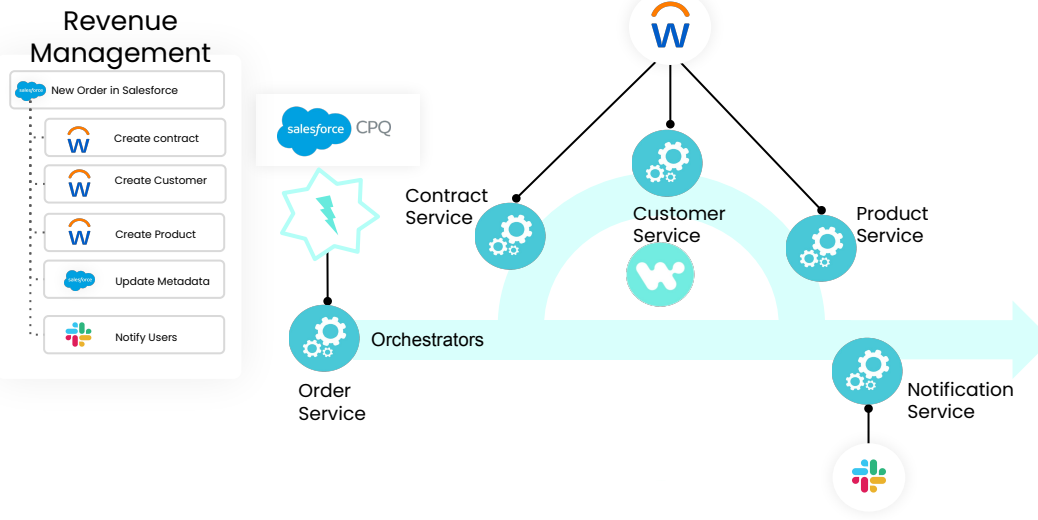 Revenue
Management
salesforce
New Order in Salesforce
Create contract
Create Customer
Create Product
salesforce
Update Metadata
Notify Users
salesforce CPQ
Contract
Service
Customer
Service
Product
Service
Orchestrators
Order
Service
Notification
Service